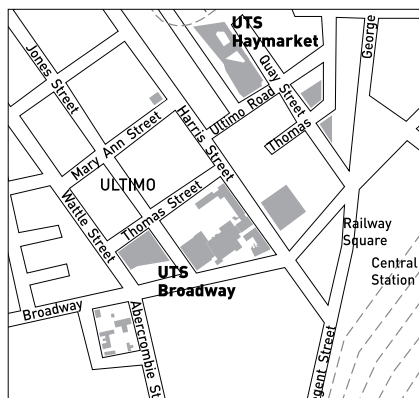 UTS
Haymarket
George
Jones Street
Quay Street
Ultimo Road
Thomas
Harris Street
Mary Ann Street
ULTIMO
Thomas Street
Wattle Street
Railway
Square
Central
Station
UTS
Broadway
Broadway
Abercrombie St
gent Street